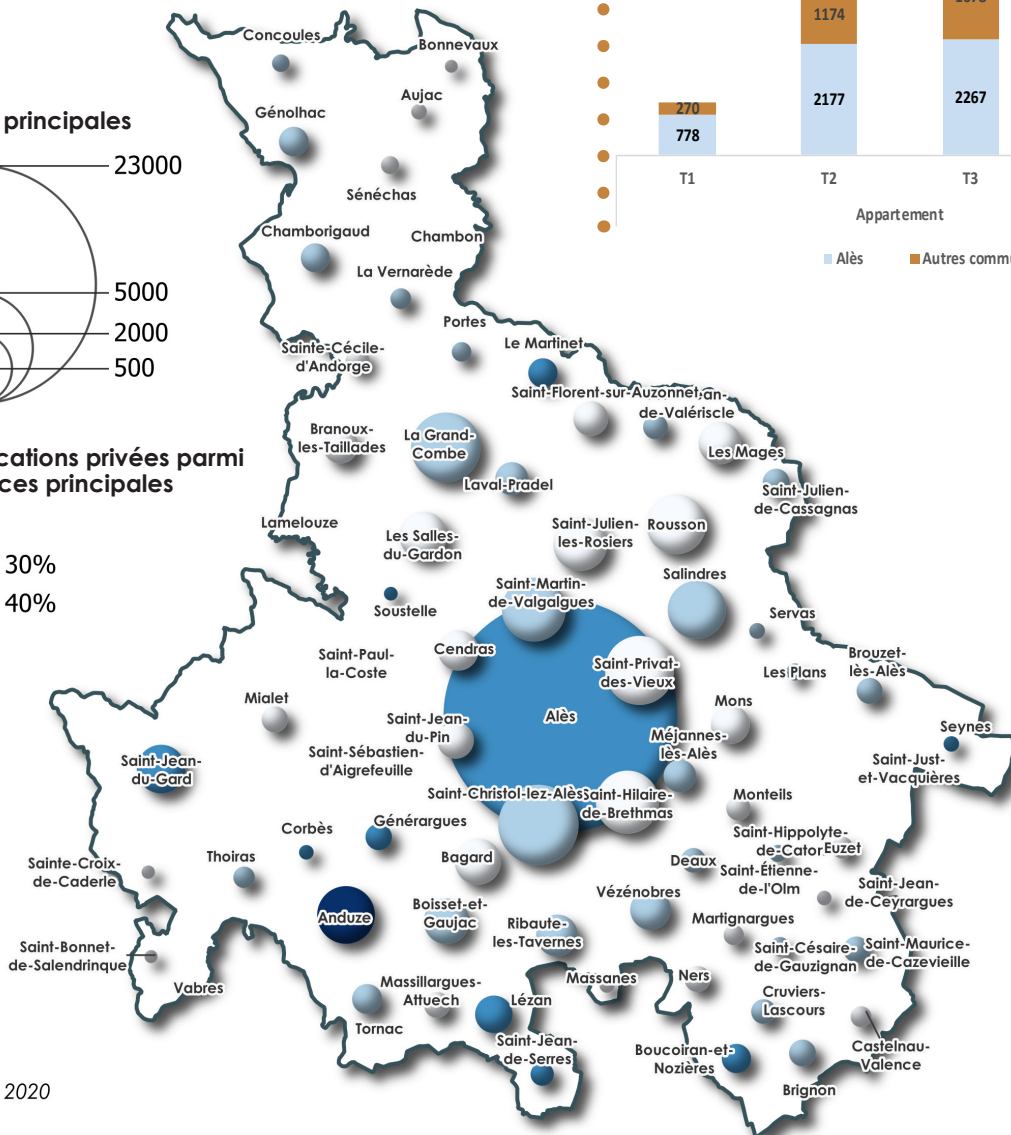 principales
23000
5000
2000
500
cations privées parmi
ces principales
30%
40%
2020
1174
2177
2267
270
778
T1
T2
T3
Appartement
Alès
Autres commu
Concoules
Bonnevaux
Aujac
Génolhac
Sénéchas
Chamborigaud
Chambon
La Vernarède
Portes
Le Martinet
Sainte-Cécile-
d'Andorge
Saint-Florent-sur-Auzonnet
an-
de-Valériscle
Branoux-
les-Taillades
La Grand-
Combe
Les Mages
Laval-Pradel
Saint-Julien-
de-Cassagnas
Lamelouze
Les Salles-
du-Gardon
Saint-Julien-
les-Rosiers
Rousson
Salindres
Saint-Martin-
de-Valgalgues
Soustelle
Servas
Cendras
Saint-Paul-
la-Coste
Saint-Privat-
des-Vieux
Les Plans
Brouzet-
lès-Alès
Mialet
Mons
Alès
Saint-Jean-
du-Pin
Méjannes-
lès-Alès
Seynes
Saint-Jean-
du-Gard
Saint-Sébastien-
d'Aigrefeuille
Saint-Just-
et-Vacquières
Saint-Christol-lez-Alès
Saint-Hilaire-
de-Brethmas
Monteils
Corbès
Générargues
Saint-Hippolyte-
de-Caton
Euzet
Bagard
Deaux
Thoiras
Sainte-Croix-
de-Caderle
Saint-Étienne-
de-l'Olm
Saint-Jean-
de-Ceyrargues
Vézénobres
Anduze
Boisset-et-
Gaujac
Martignargues
Ribaute-
les-Tavernes
Saint-Bonnet-
de-Salendrinque
Saint-Césaire-
de-Gauzignan
Saint-Maurice-
de-Cazevieille
Vabres
Massillargues-
Attuech
Massanes
Ners
Lézan
Cruviers-
Lascours
Tornac
Saint-Jean-
de-Serres
Boucoiran-et-
Nozières
Castelnau-
Valence
Brignon